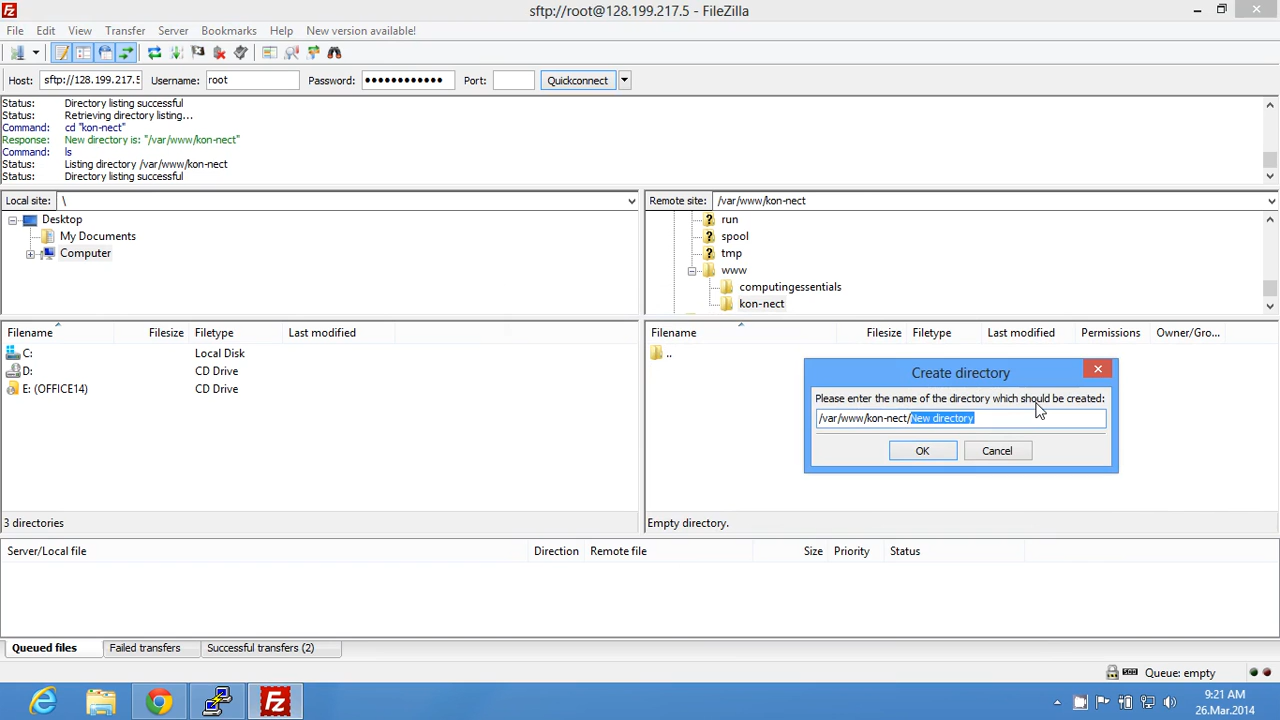 sftp://root@128.199.217.5 - FileZilla
File Edit View Transfer Server Bookmarks Help New version available!
Host: sftp://128.199.217.5 Username: root Password: ●●●●●●●●●●●● Port: Quickconnect
Status: Directory listing successful
Status: Retrieving directory listing...
Command: cd "kon-nect"
Response: New directory is: "/var/www/kon-nect"
Command: ls
Status: Listing directory /var/www/kon-nect
Status: Directory listing successful
Local site: \ Remote site: /var/www/kon-nect
Desktop
My Documents
Computer
run
spool
tmp
www
computingessentials
kon-nect
Filename Filesize Filetype Last modified
C: Local Disk
D: CD Drive
E: (OFFICE14) CD Drive
3 directories
Filename Filesize Filetype Last modified Permissions Owner/Gro...
..
Create directory
Please enter the name of the directory which should be created:
/var/www/kon-nect/New directory
OK Cancel
Empty directory.
Server/Local file Direction Remote file Size Priority Status
Queued files Failed transfers Successful transfers (2)
Queue: empty
9:21 AM
26.Mar.2014